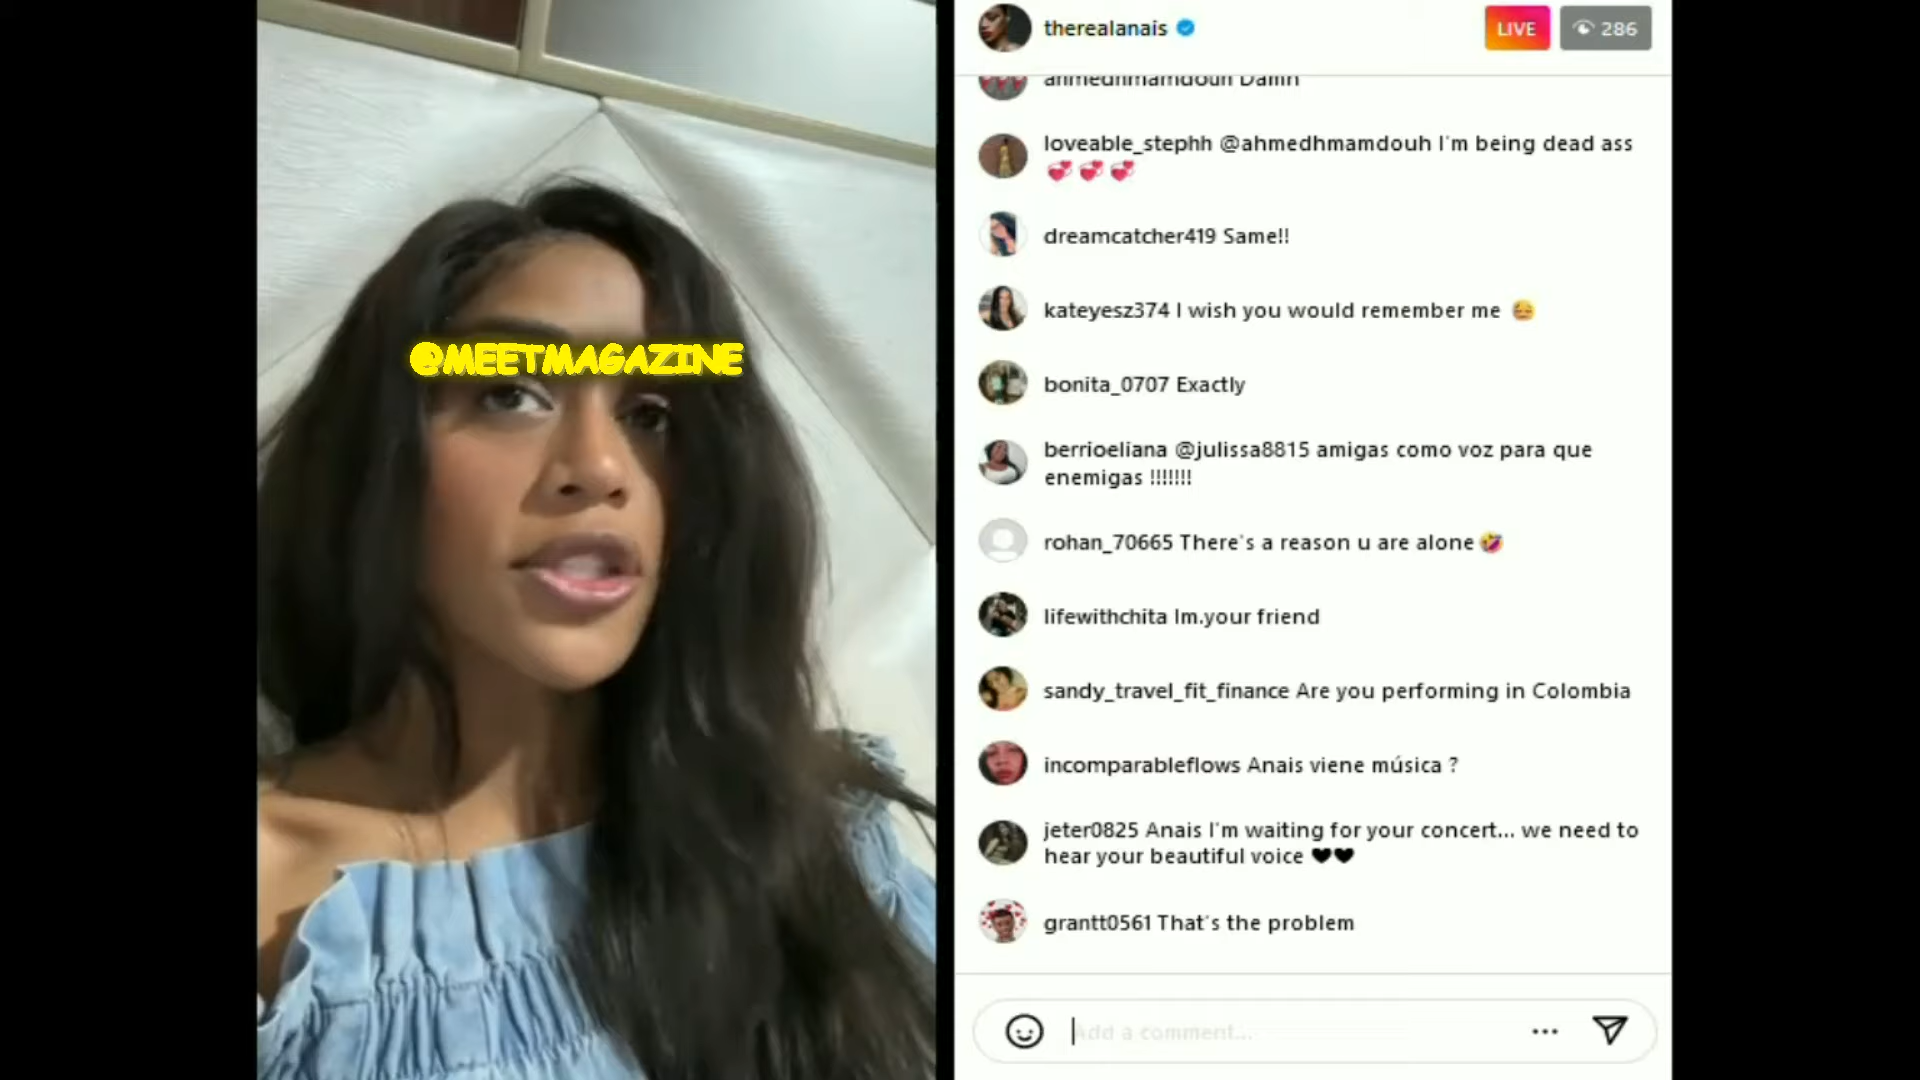 @MEETMAGAZINE
therealanais
LIVE
286
ahmedhmamdouh Damn
loveable_stephh @ahmedhmamdouh I'm being dead ass
dreamcatcher419 Same!!
kateyesz374 I wish you would remember me
bonita_0707 Exactly
berrioeliana @julissa8815 amigas como voz para que
enemigas !!!!!!!
rohan_70665 There's a reason u are alone
lifewithchita Im.your friend
sandy_travel_fit_finance Are you performing in Colombia
incomparableflows Anais viene música ?
jeter0825 Anais I'm waiting for your concert... we need to
hear your beautiful voice 🖤🖤
grantt0561 That's the problem
Add a comment...